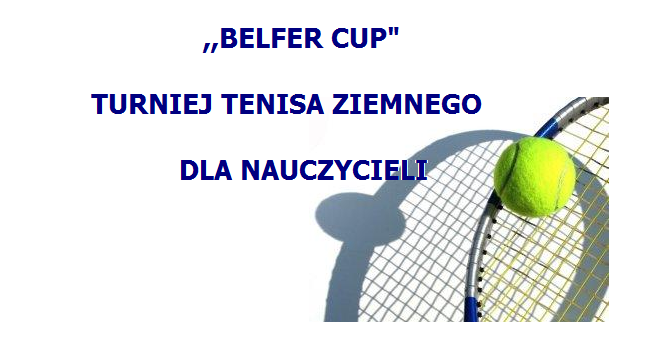 ,,BELFER CUP"
TURNIEJ TENISA ZIEMNEGO
DLA NAUCZYCIELI